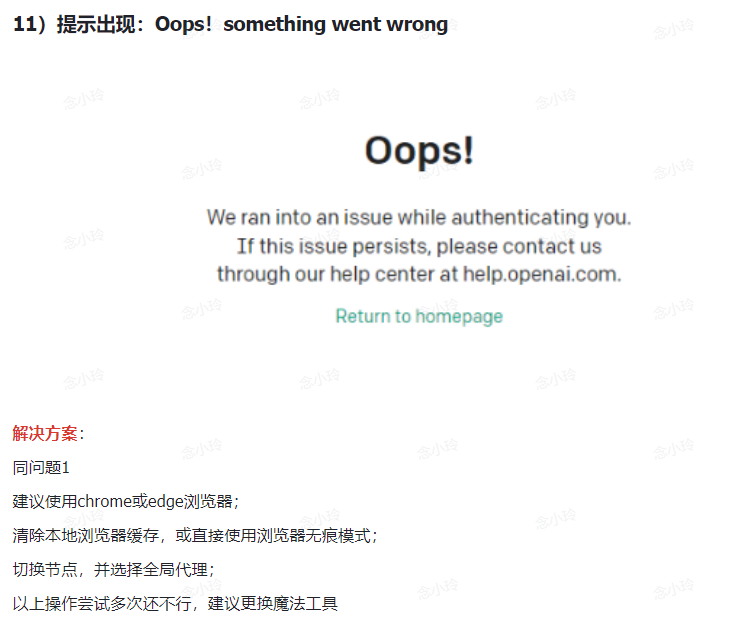 11）提示出现：Oops！something went wrong
Oops!
We ran into an issue while authenticating you.
If this issue persists, please contact us
through our help center at help.openai.com.
Return to homepage
解决方案：
同问题1
建议使用chrome或edge浏览器；
清除本地浏览器缓存，或直接使用浏览器无痕模式；
切换节点，并选择全局代理；
以上操作尝试多次还不行，建议更换魔法工具
念小玲